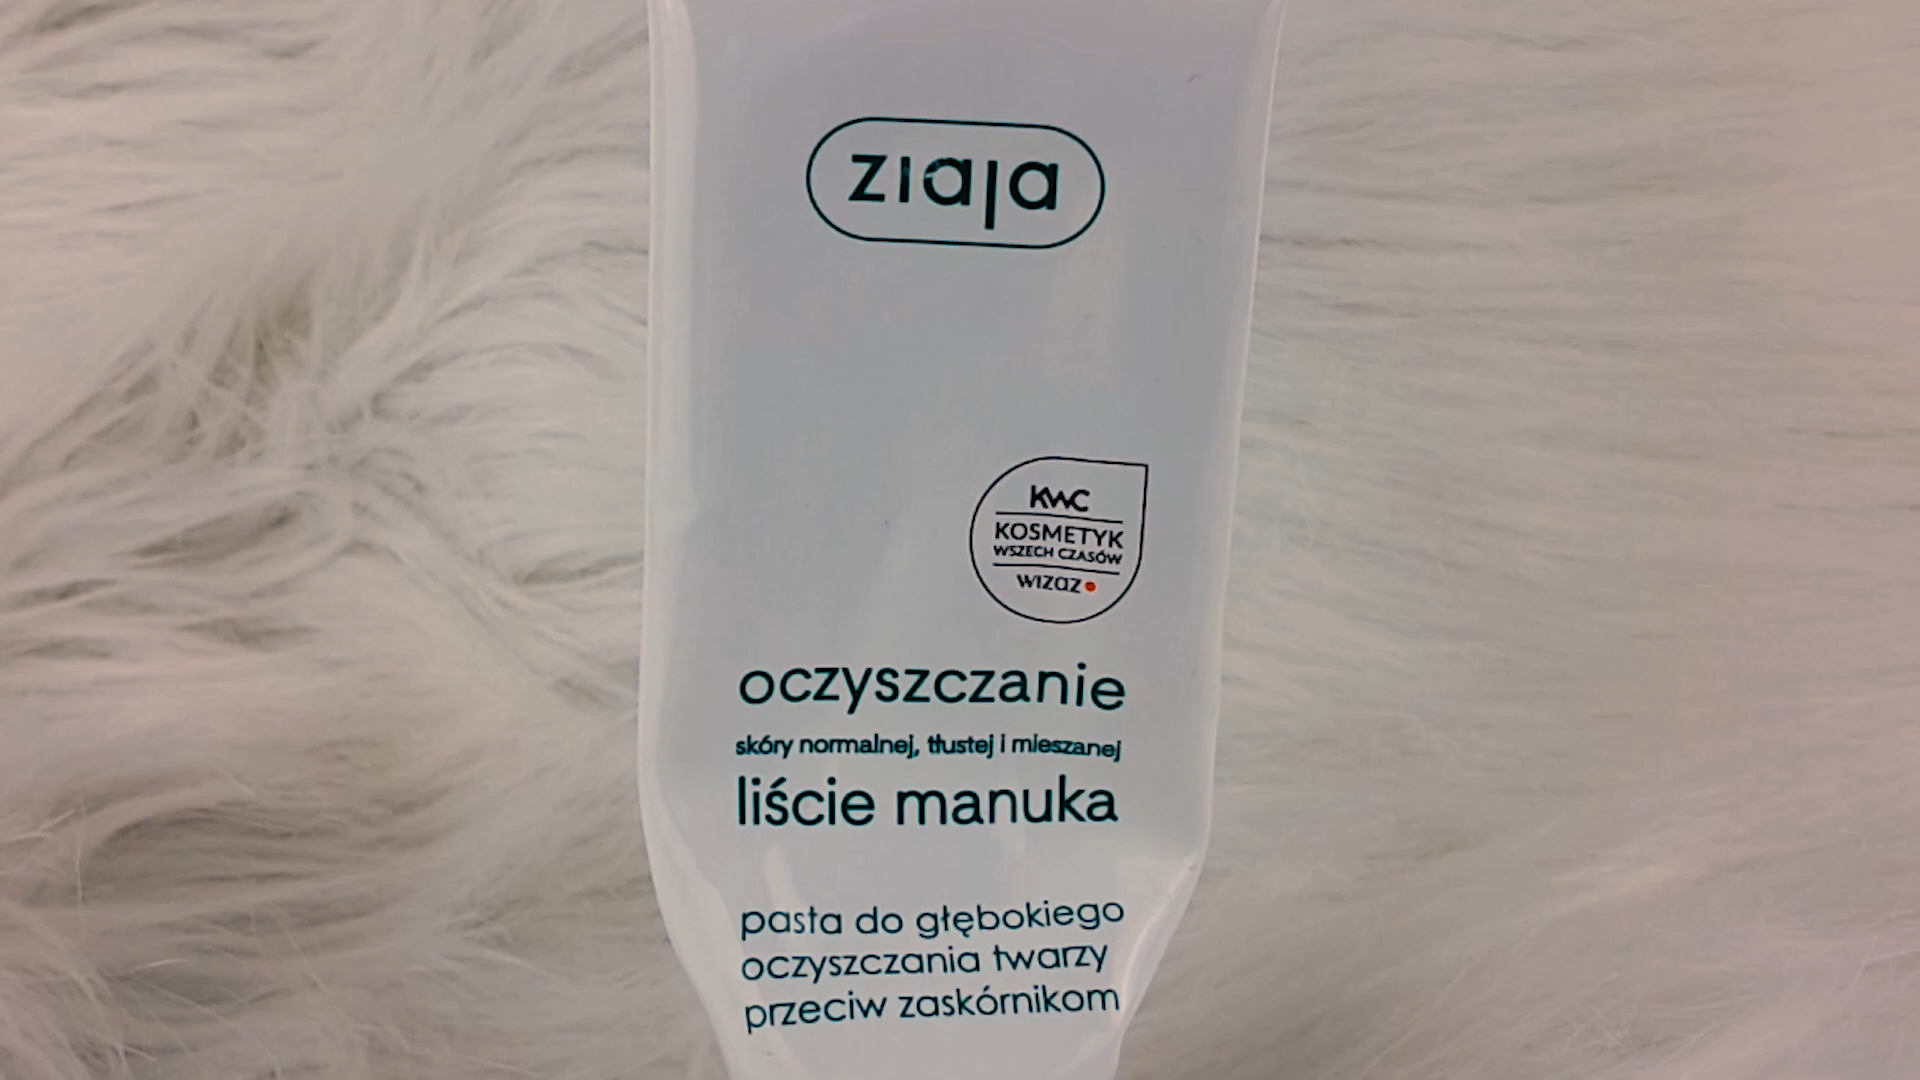 ziaja
KWC
KOSMETYK
WSZECH CZASÓW
wizaz
oczyszczanie
skóry normalnej, tłustej i mieszanej
liście manuka
pasta do głębokiego
oczyszczania twarzy
przeciw zaskórnikom